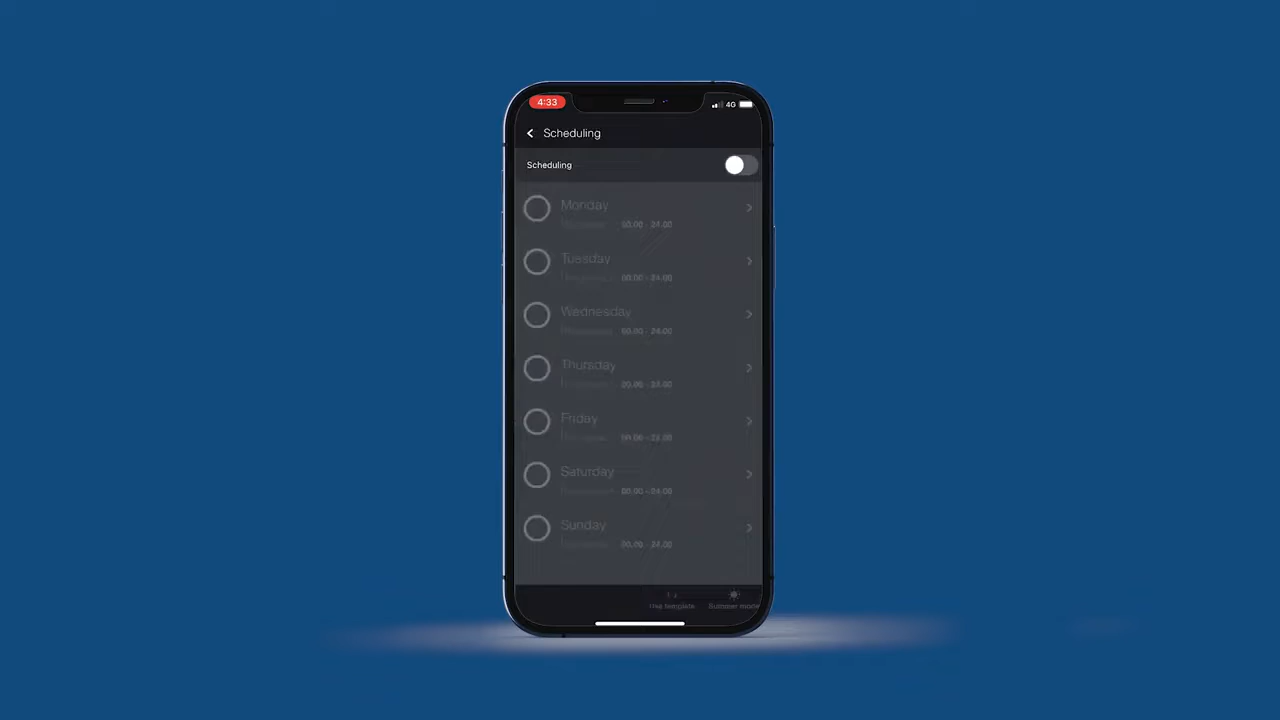 4:33
4G
Scheduling
Scheduling
Monday
00.00 - 24.00
Tuesday
00.00 - 24.00
Wednesday
00.00 - 24.00
Thursday
00.00 - 24.00
Friday
00.00 - 24.00
Saturday
00.00 - 24.00
Sunday
00.00 - 24.00
Use template
Summer mode